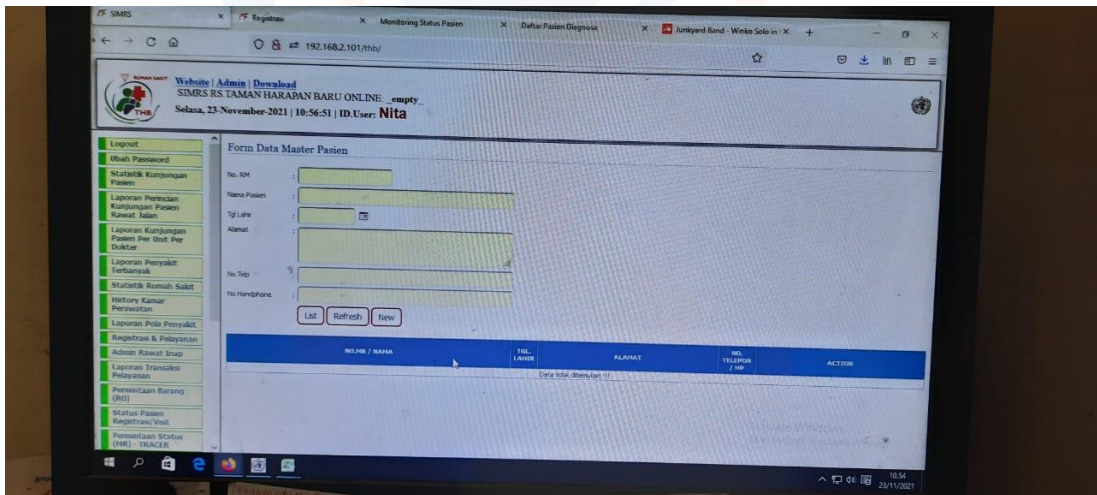 SIMRS
Registrasi
Monitoring Status Pasien
Daftar Pasien Diagnosa
Junkyard Band - Winko Solo in
192.168.2.101/thb/
RUMAH SAKIT
THB
Website | Admin | Download
SIMRS RS.TAMAN HARAPAN BARU ONLINE: _empty_
Selasa, 23-November-2021 | 10:56:51 | ID.User: Nita
Logout
Ubah Password
Statistik Kunjungan
Pasien
Laporan Perincian
Kunjungan Pasien
Rawat Jalan
Laporan Kunjungan
Pasien Per Unit Per
Dokter
Laporan Penyakit
Terbanyak
Statistik Rumah Sakit
History Kamar
Perawatan
Laporan Pola Penyakit
Registrasi & Pelayanan
Admin Rawat Inap
Laporan Transaksi
Pelayanan
Permintaan Barang
(RO)
Status Pasien
Registrasi/Visit
Permintaan Status
(MR) - TRACER
Form Data Master Pasien
No. RM :
Nama Pasien :
Tgl Lahir :
Alamat :
No Telp :
No Handphone :
List Refresh New
NO.MR / NAMA
TGL.
LAHIR
ALAMAT
NO.
TELEPON
/ HP
ACTION
Data tidak ditemukan !!!
Activate Windows
10.54
23/11/2021